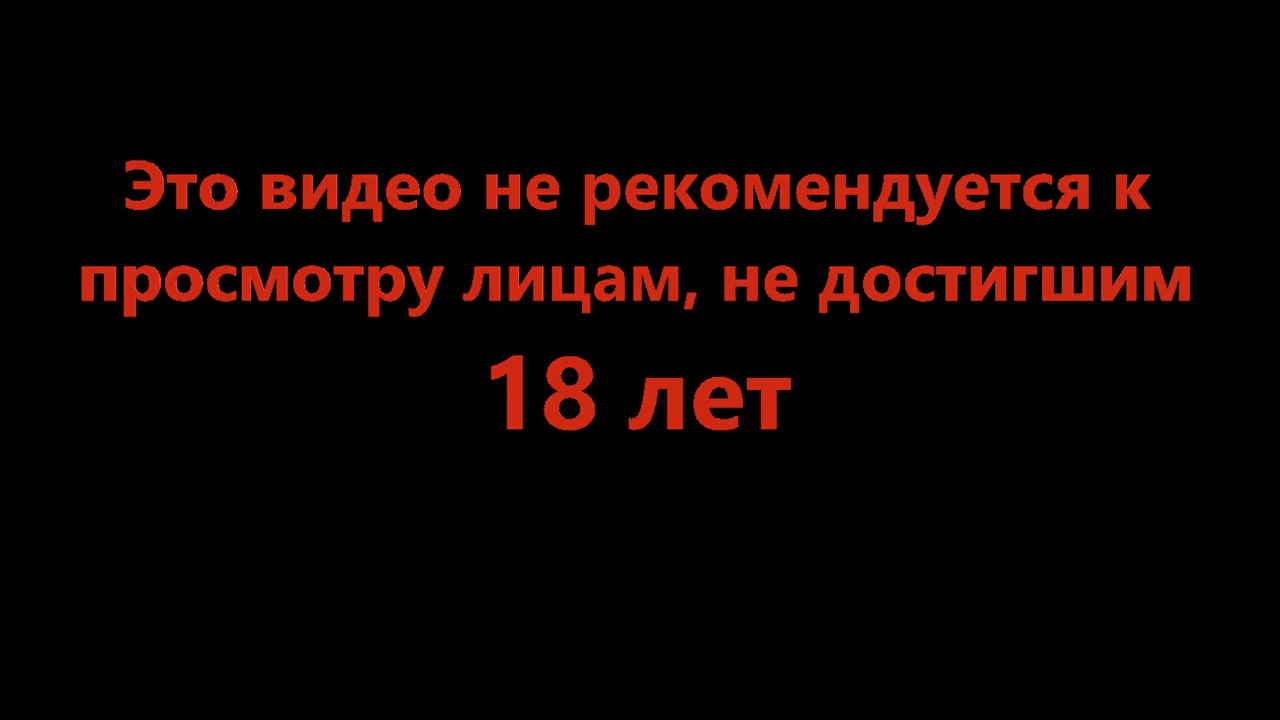 Это видео не рекомендуется к
просмотру лицам, не достигшим
18 лет